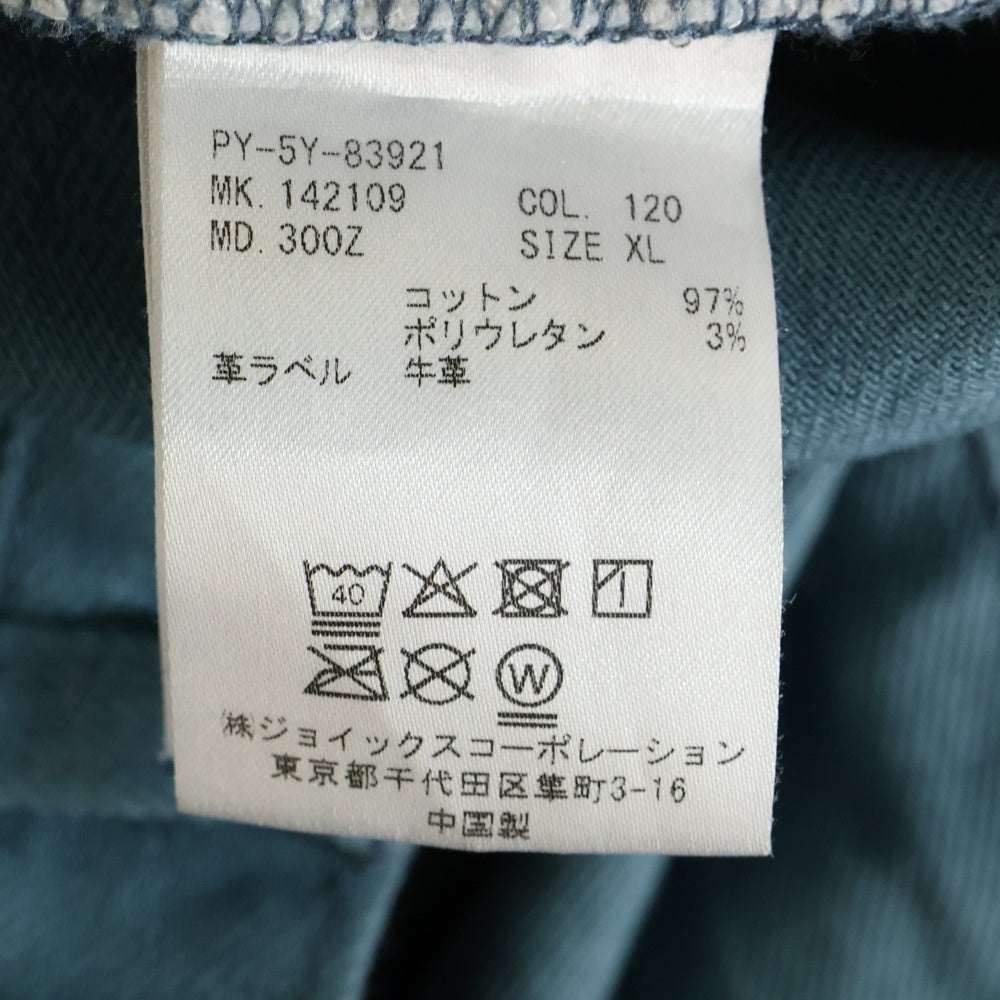 PY-5Y-83921
MK. 142109 COL. 120
MD. 300Z SIZE XL
コットン 97%
ポリウレタン 3%
革ラベル 牛革
40
W
(株)ジョイックスコーポレーション
東京都千代田区隼町3-16
中国製